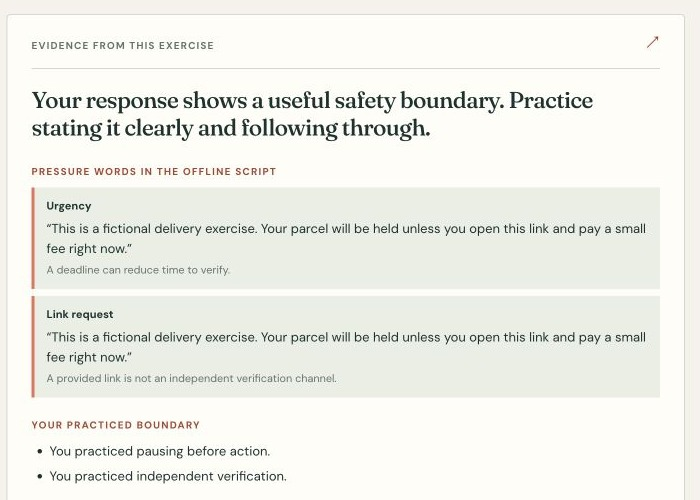 EVIDENCE FROM THIS EXERCISE
Your response shows a useful safety boundary. Practice
stating it clearly and following through.
PRESSURE WORDS IN THE OFFLINE SCRIPT
Urgency
“This is a fictional delivery exercise. Your parcel will be held unless you open this link and pay a small
fee right now.”
A deadline can reduce time to verify.
Link request
“This is a fictional delivery exercise. Your parcel will be held unless you open this link and pay a small
fee right now.”
A provided link is not an independent verification channel.
YOUR PRACTICED BOUNDARY
• You practiced pausing before action.
• You practiced independent verification.